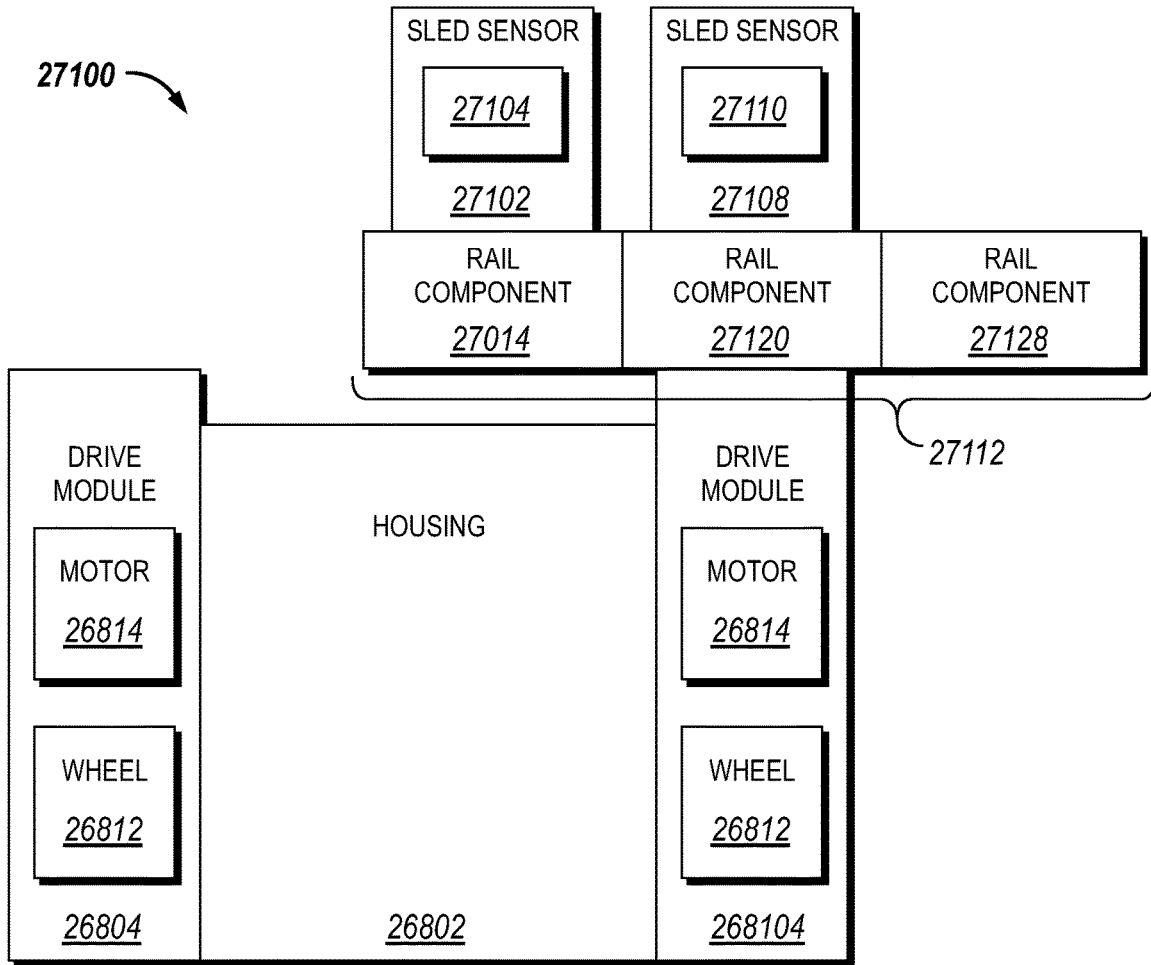 27100
SLED SENSOR
27104
27102
SLED SENSOR
27110
27108
RAIL
COMPONENT
27014
RAIL
COMPONENT
27120
RAIL
COMPONENT
27128
27112
DRIVE
MODULE
MOTOR
26814
WHEEL
26812
26804
HOUSING
26802
DRIVE
MODULE
MOTOR
26814
WHEEL
26812
268104